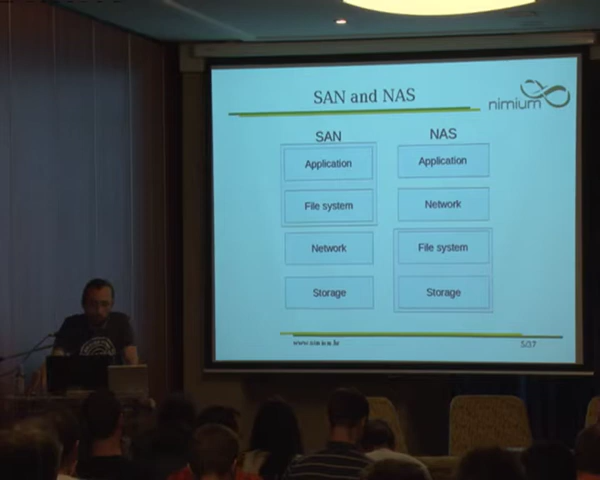 SAN and NAS
nimium
SAN
NAS
Application
Application
File system
Network
Network
File system
Storage
Storage